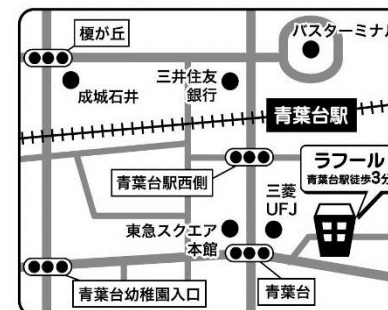 榎が丘
バスターミナル
成城石井
三井住友
銀行
青葉台駅
ラフール
青葉台駅徒歩3分
青葉台駅西側
三菱
UFJ
東急スクエア
本館
青葉台幼稚園入口
青葉台